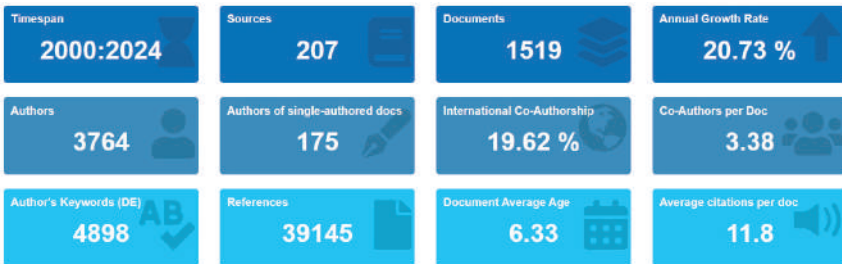 Timespan
2000:2024
Sources
207
Documents
1519
Annual Growth Rate
20.73 %
Authors
3764
Authors of single-authored docs
175
International Co-Authorship
19.62 %
Co-Authors per Doc
3.38
Author's Keywords (DE)
4898
AB
References
39145
Document Average Age
6.33
Average citations per doc
11.8